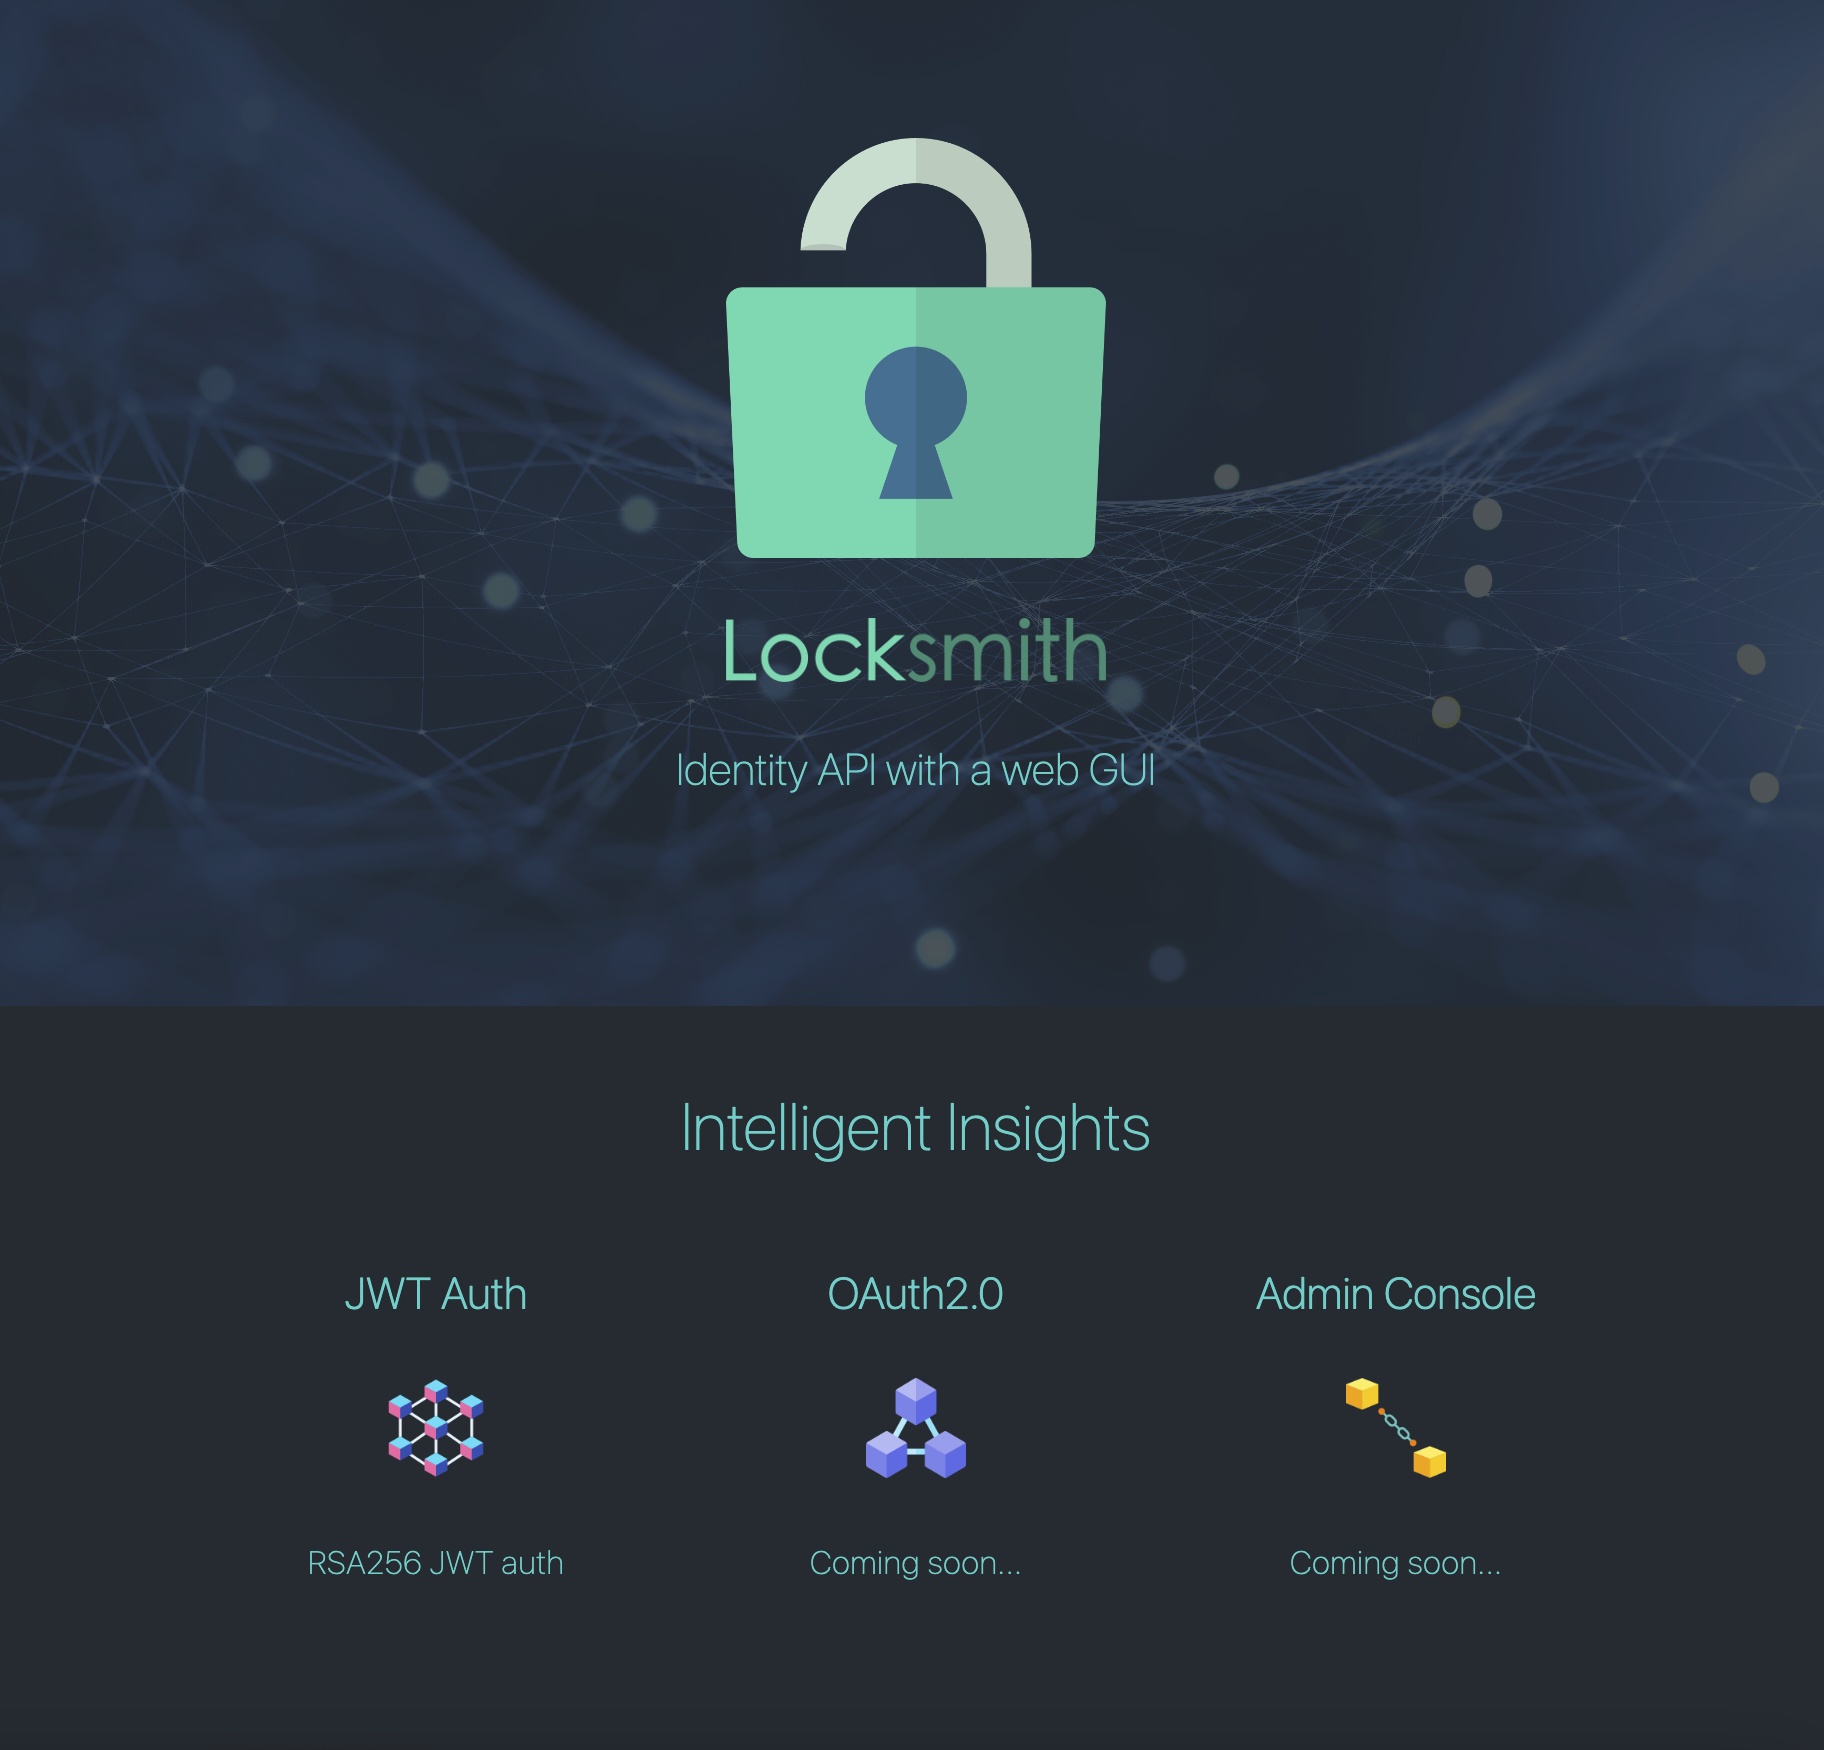 Locksmith
Identity API with a web GUI
Intelligent Insights
JWT Auth
OAuth2.0
Admin Console
RSA256 JWT auth
Coming soon...
Coming soon...